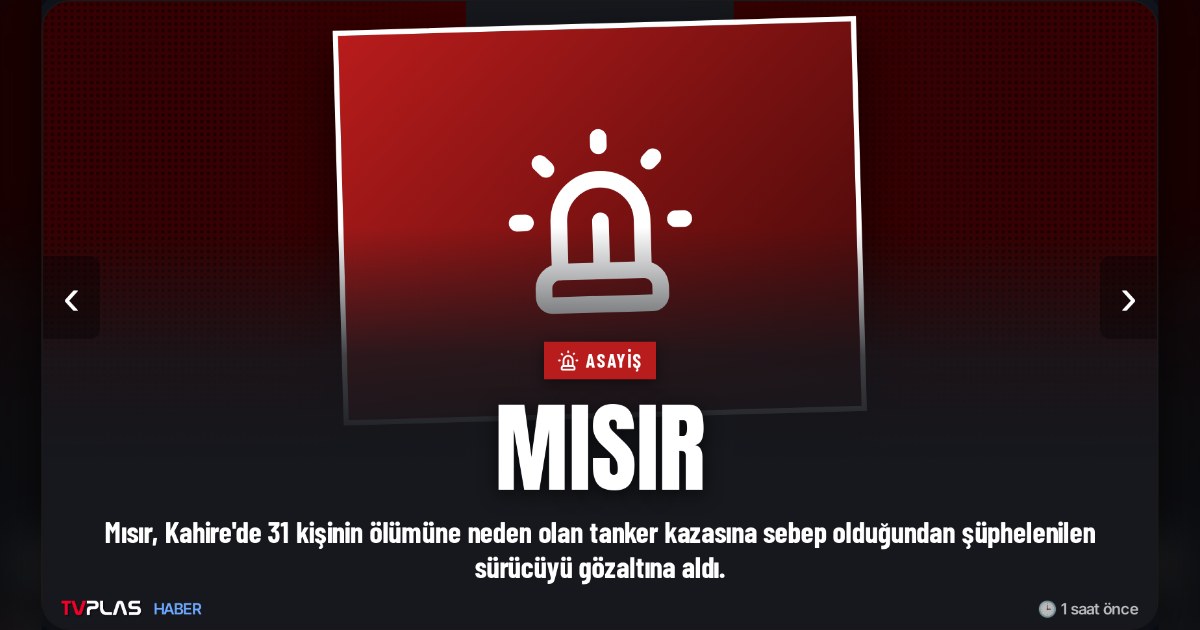 ASAYİŞ
MISIR
Mısır, Kahire'de 31 kişinin ölümüne neden olan tanker kazasına sebep olduğundan şüphelenilen
sürücüyü gözaltına aldı.
TVPLAS HABER
1 saat önce